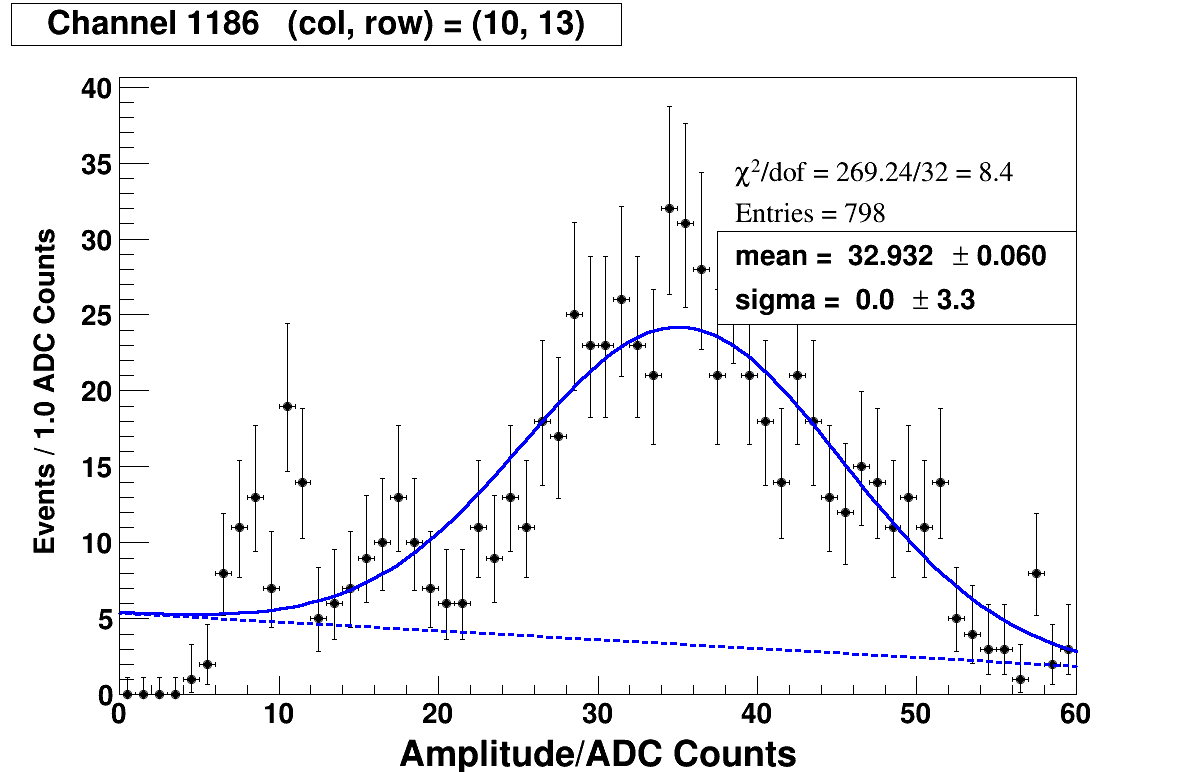 Channel 1186 (col, row) = (10, 13)
40
35
30
25
20
15
10
5
0
Events / 1.0 ADC Counts
χ²/dof = 269.24/32 = 8.4
Entries = 798
mean = 32.932 ± 0.060
sigma = 0.0 ± 3.3
0 10 20 30 40 50 60
Amplitude/ADC Counts